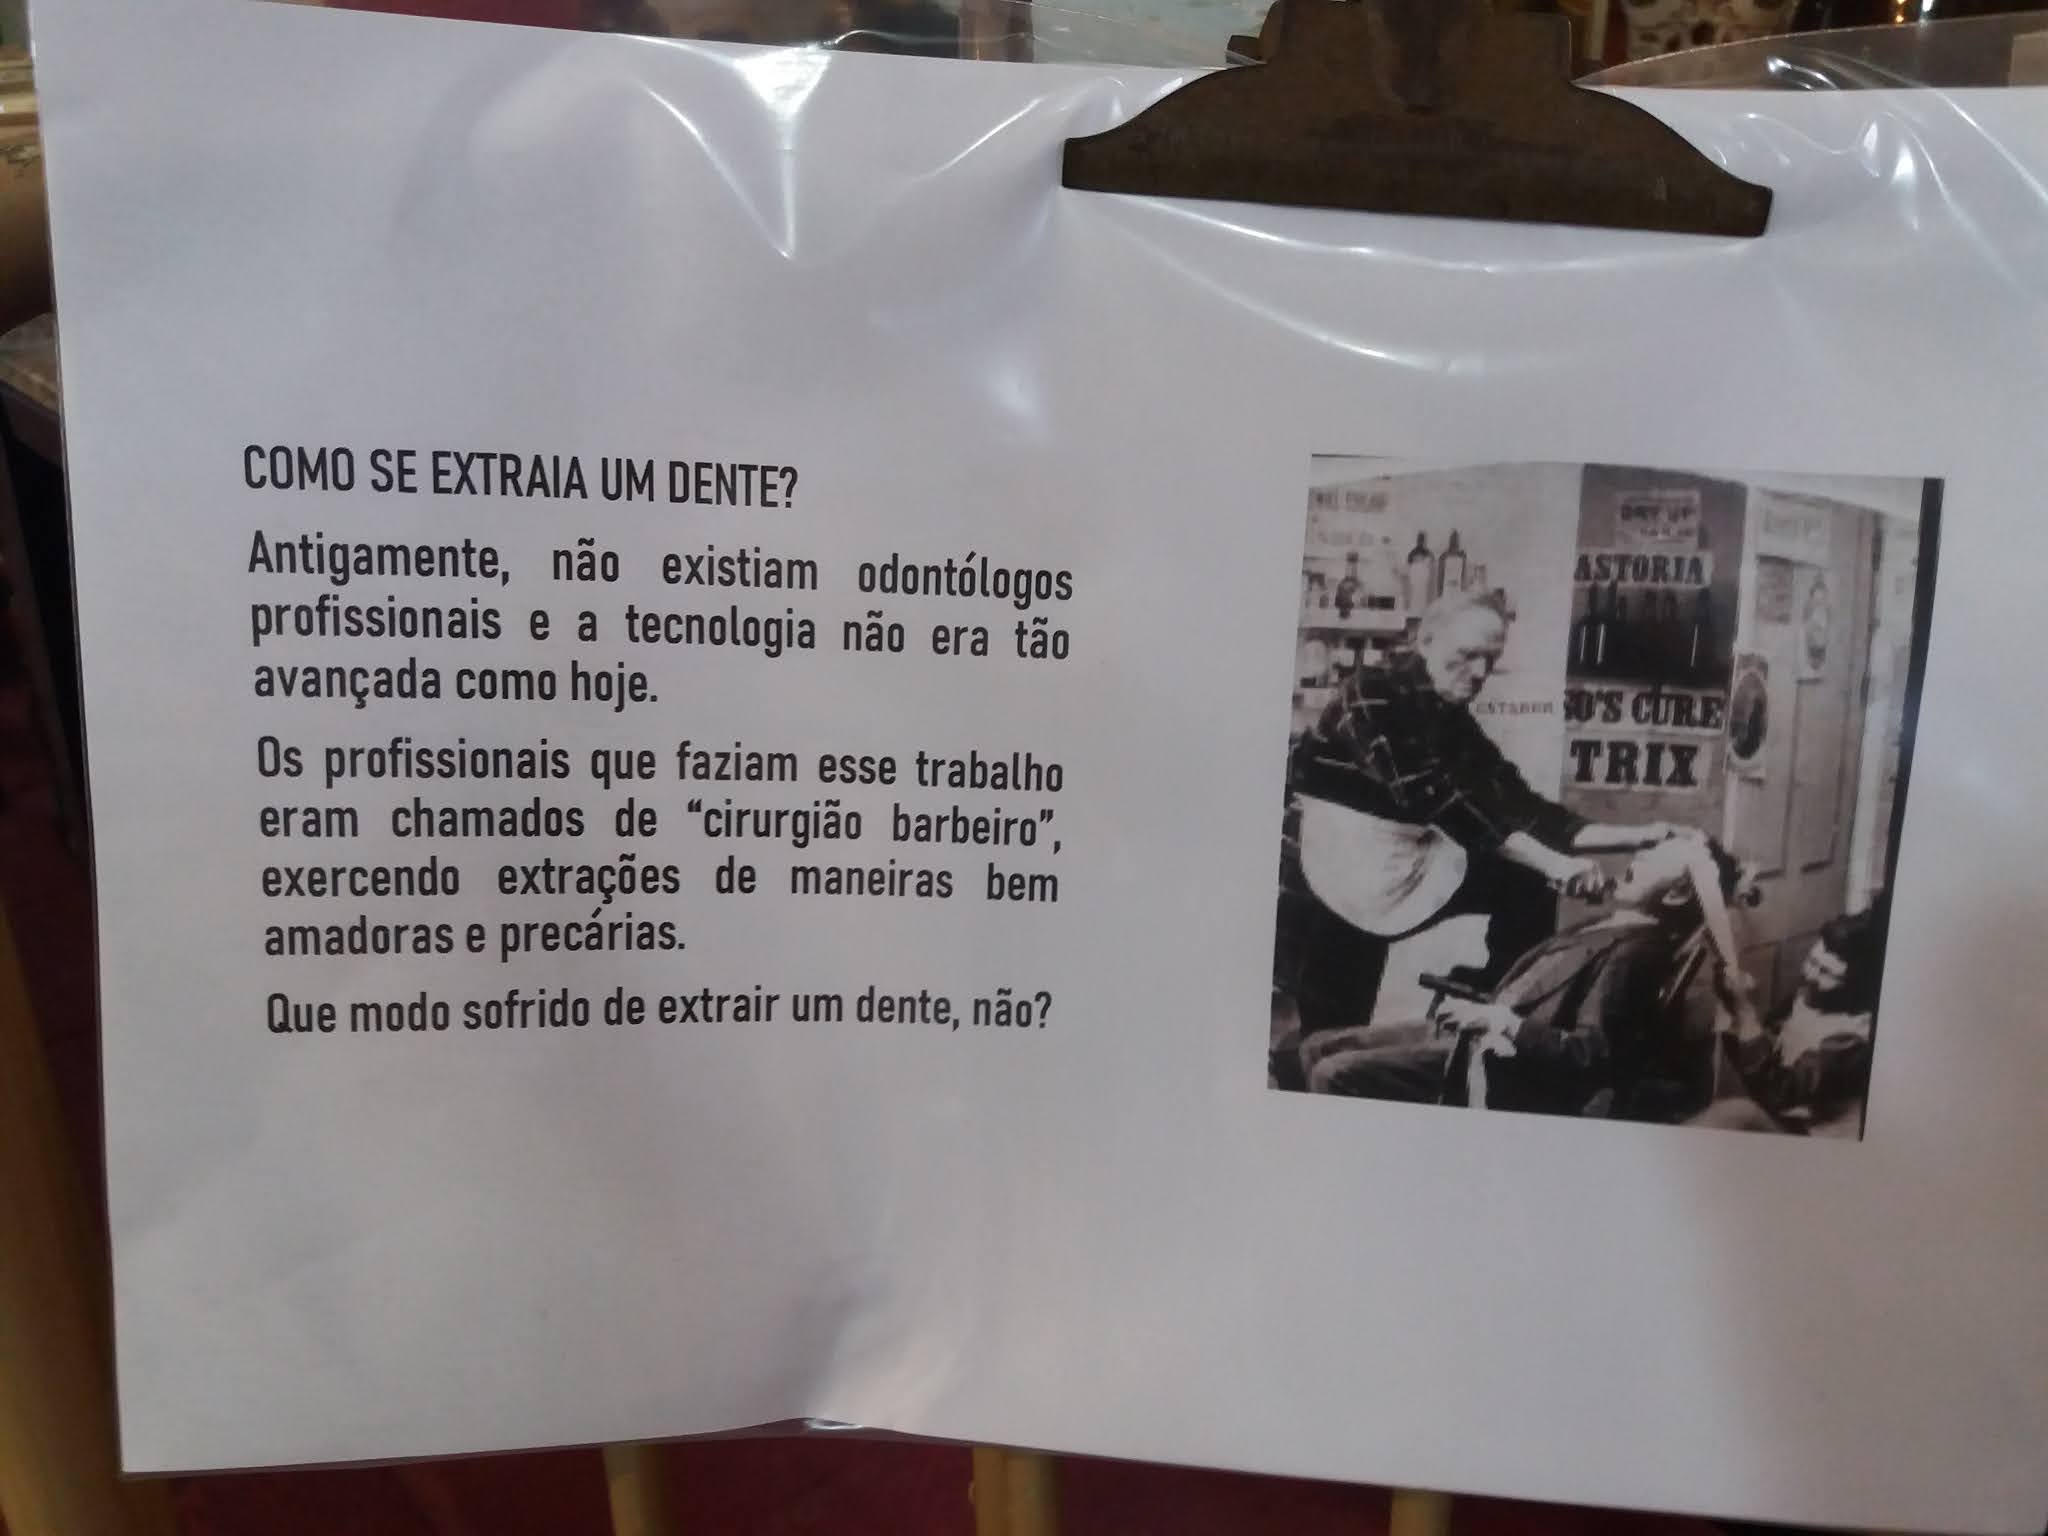 COMO SE EXTRAIA UM DENTE?
Antigamente, não existiam odontólogos
profissionais e a tecnologia não era tão
avançada como hoje.
Os profissionais que faziam esse trabalho
eram chamados de “cirurgião barbeiro”,
exercendo extrações de maneiras bem
amadoras e precárias.
Que modo sofrido de extrair um dente, não?
ASTORIA
O'S CURE
TRIX